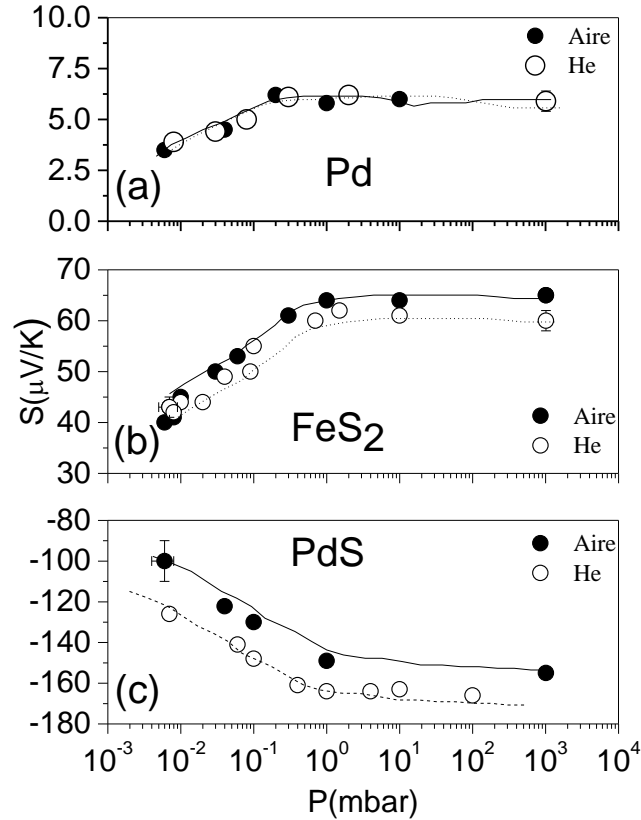 10.0
7.5
5.0
2.5
0.0
Aire
He
(a)
Pd
70
60
50
40
30
S(μV/K)
Aire
He
(b)
FeS₂
-80
-100
-120
-140
-160
-180
PdS
Aire
He
(c)
10⁻³ 10⁻² 10⁻¹ 10⁰ 10¹ 10² 10³ 10⁴
P(mbar)